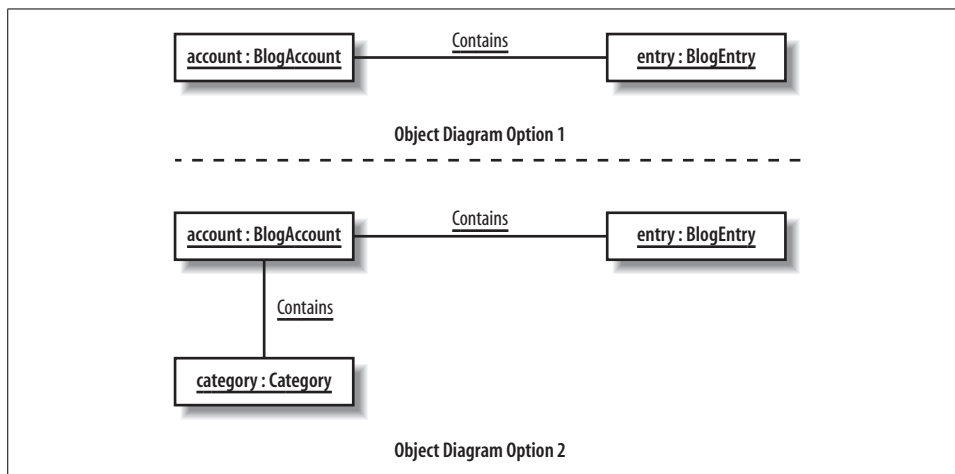 Contains
account : BlogAccount
entry : BlogEntry
Object Diagram Option 1
Contains
account : BlogAccount
entry : BlogEntry
Contains
category : Category
Object Diagram Option 2